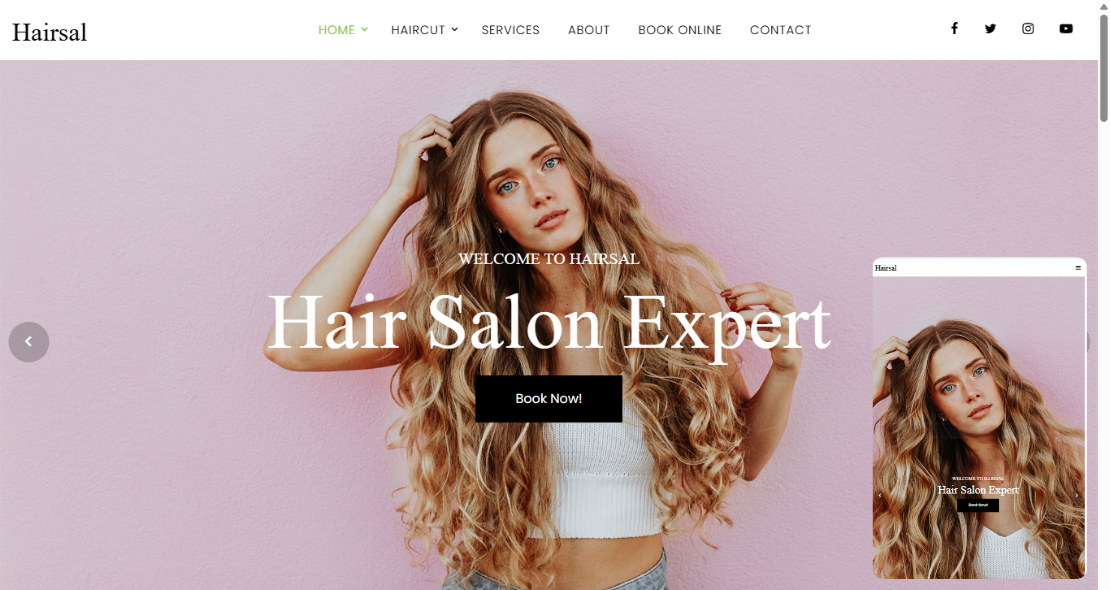 Hairsal
HOME HAIRCUT SERVICES ABOUT BOOK ONLINE CONTACT
WELCOME TO HAIRSAL
Hair Salon Expert
Book Now!
Hairsal
WELCOME TO HAIRSAL
Hair Salon Expert
Book Now!